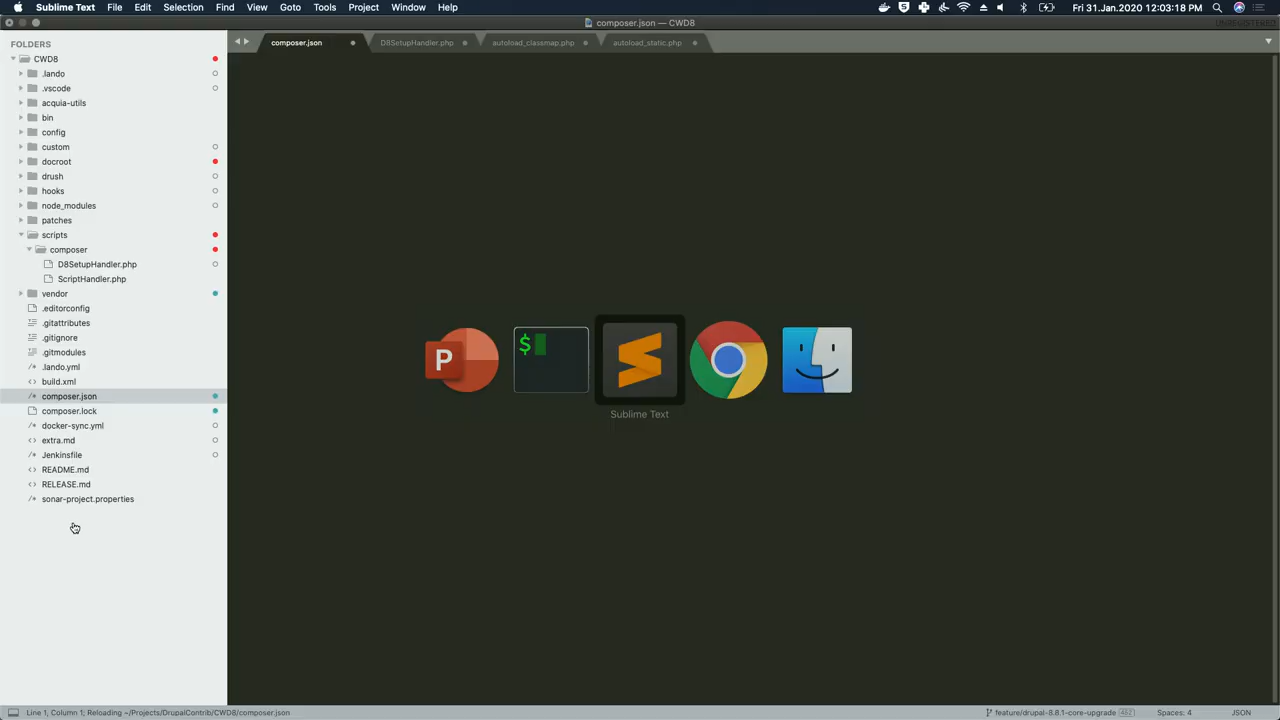 Sublime Text File Edit Selection Find View Goto Tools Project Window Help Fri 31.Jan.2020 12:03:18 PM
composer.json — CWD8 UNREGISTERED
FOLDERS
composer.json D8SetupHandler.php autoload_classmap.php autoload_static.php
CWD8
.lando
.vscode
acquia-utils
bin
config
custom
docroot
drush
hooks
node_modules
patches
scripts
composer
D8SetupHandler.php
ScriptHandler.php
vendor
.editorconfig
.gitattributes
.gitignore
.gitmodules
.lando.yml
build.xml
composer.json
composer.lock
docker-sync.yml
extra.md
Jenkinsfile
README.md
RELEASE.md
sonar-project.properties
P $
Sublime Text
Line 1, Column 1; Reloading ~/Projects/DrupalContrib/CWD8/composer.json feature/drupal-8.8.1-core-upgrade 462 Spaces: 4 JSON